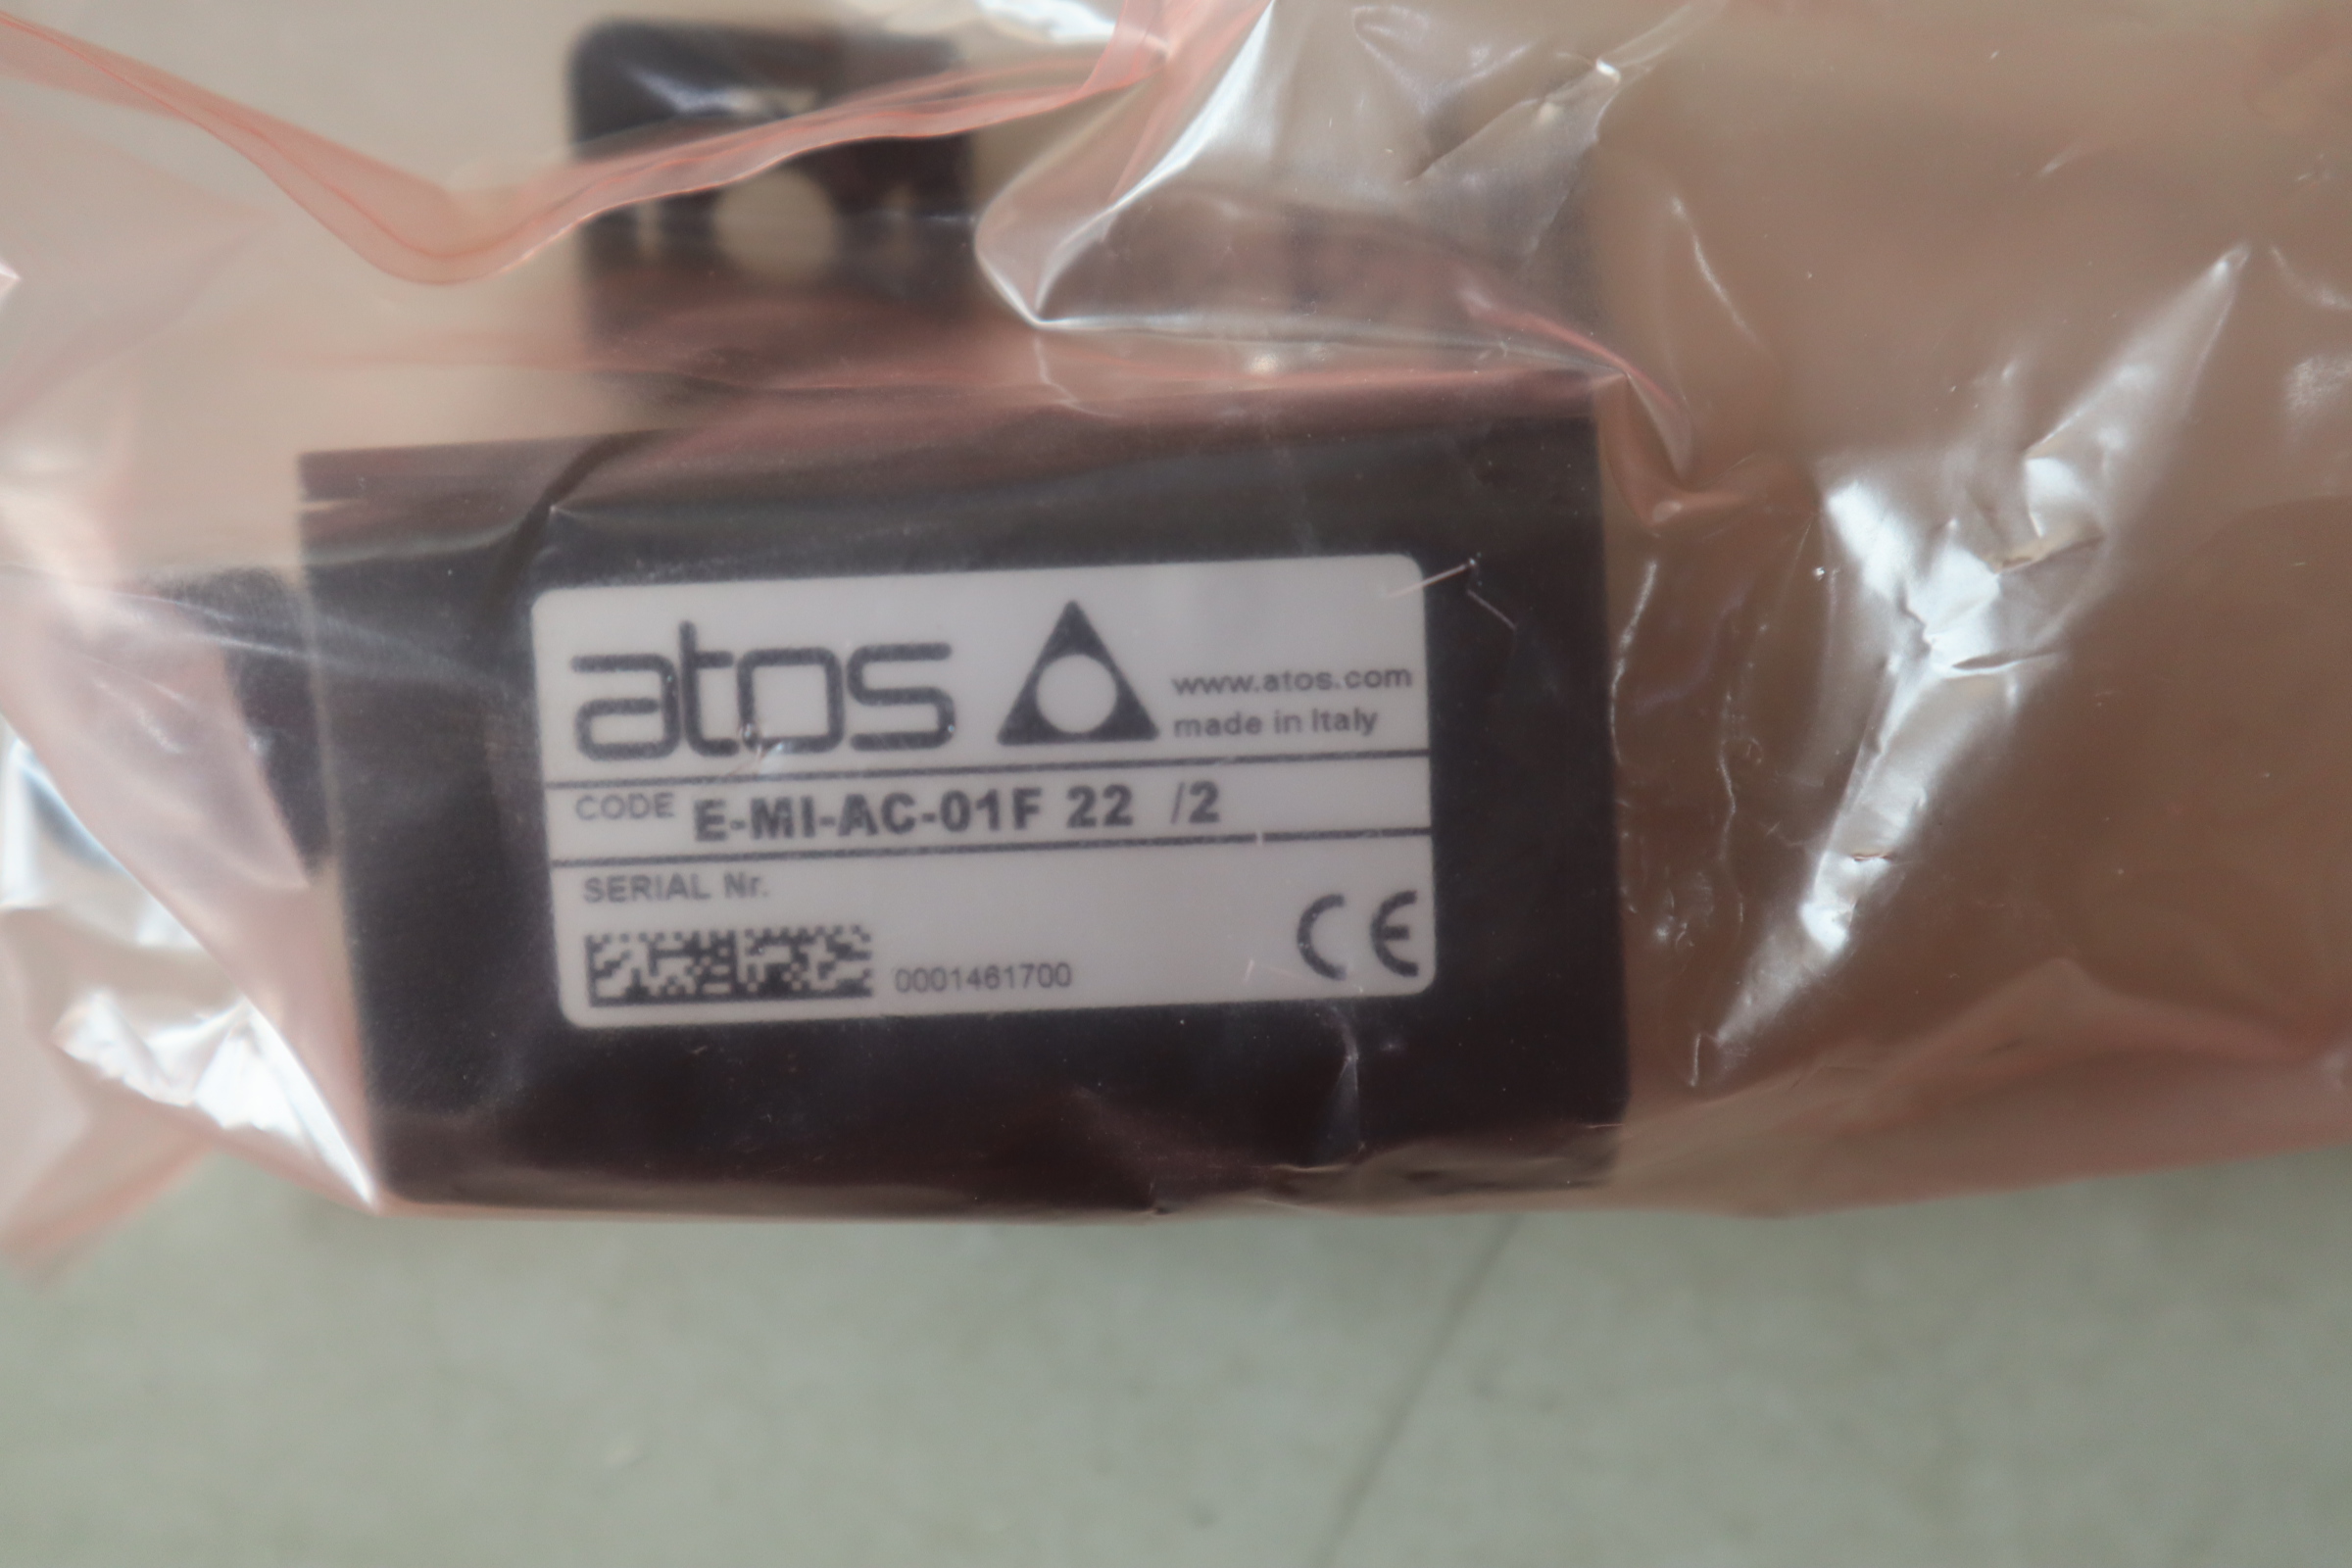 atos
www.atos.com
made in Italy
CODE E-MI-AC-01F 22 /2
SERIAL Nr.
0001461700
CE